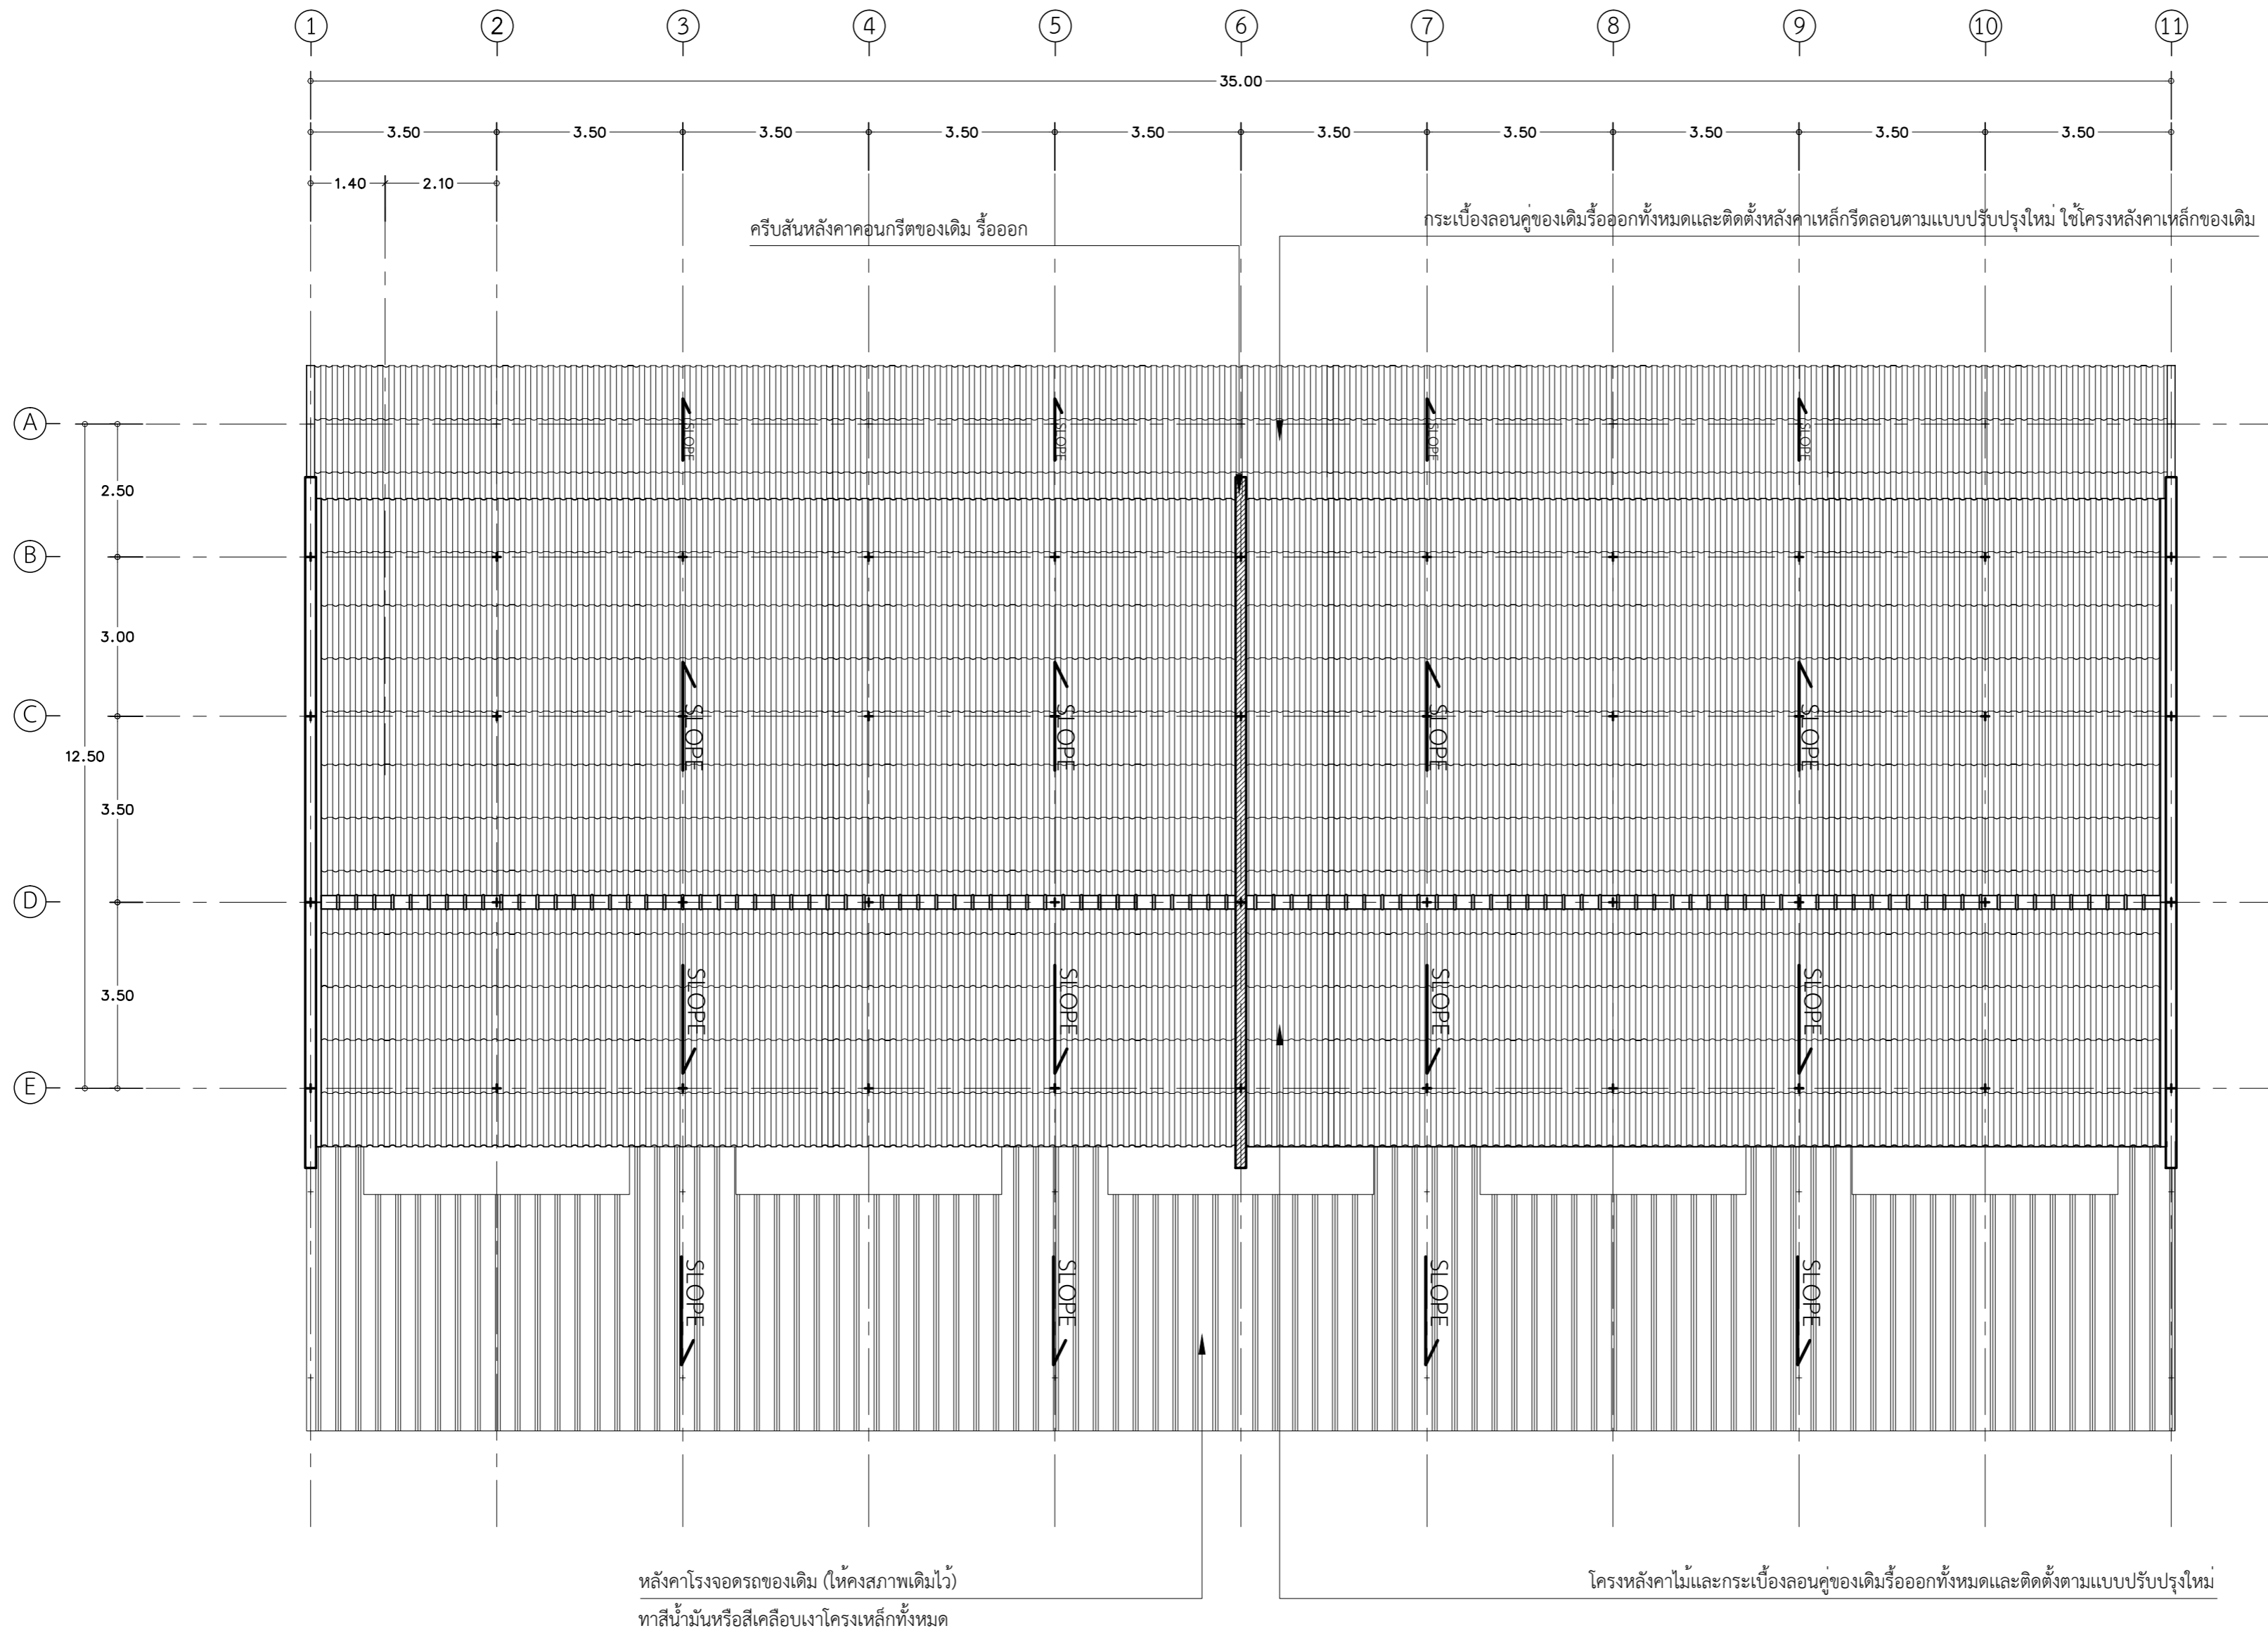 1 2 3 4 5 6 7 8 9 10 11
35.00
3.50 3.50 3.50 3.50 3.50 3.50 3.50 3.50 3.50 3.50
1.40 2.10
ครีบสันหลังคาคอนกรีตของเดิม รื้อออก
กระเบื้องลอนคู่ของเดิมรื้อออกทั้งหมดและติดตั้งหลังคาเหล็กรีดลอนตามแบบปรับปรุงใหม่ ใช้โครงหลังคาเหล็กของเดิม
A
SLOPE SLOPE SLOPE SLOPE
2.50
B
3.00
C
SLOPE SLOPE SLOPE SLOPE
12.50
3.50
D
3.50
SLOPE SLOPE SLOPE SLOPE
E
SLOPE SLOPE SLOPE SLOPE
หลังคาโรงจอดรถของเดิม (ให้คงสภาพเดิมไว้)
ทาสีน้ำมันหรือสีเคลือบเงาโครงเหล็กทั้งหมด
โครงหลังคาไม้และกระเบื้องลอนคู่ของเดิมรื้อออกทั้งหมดและติดตั้งตามแบบปรับปรุงใหม่